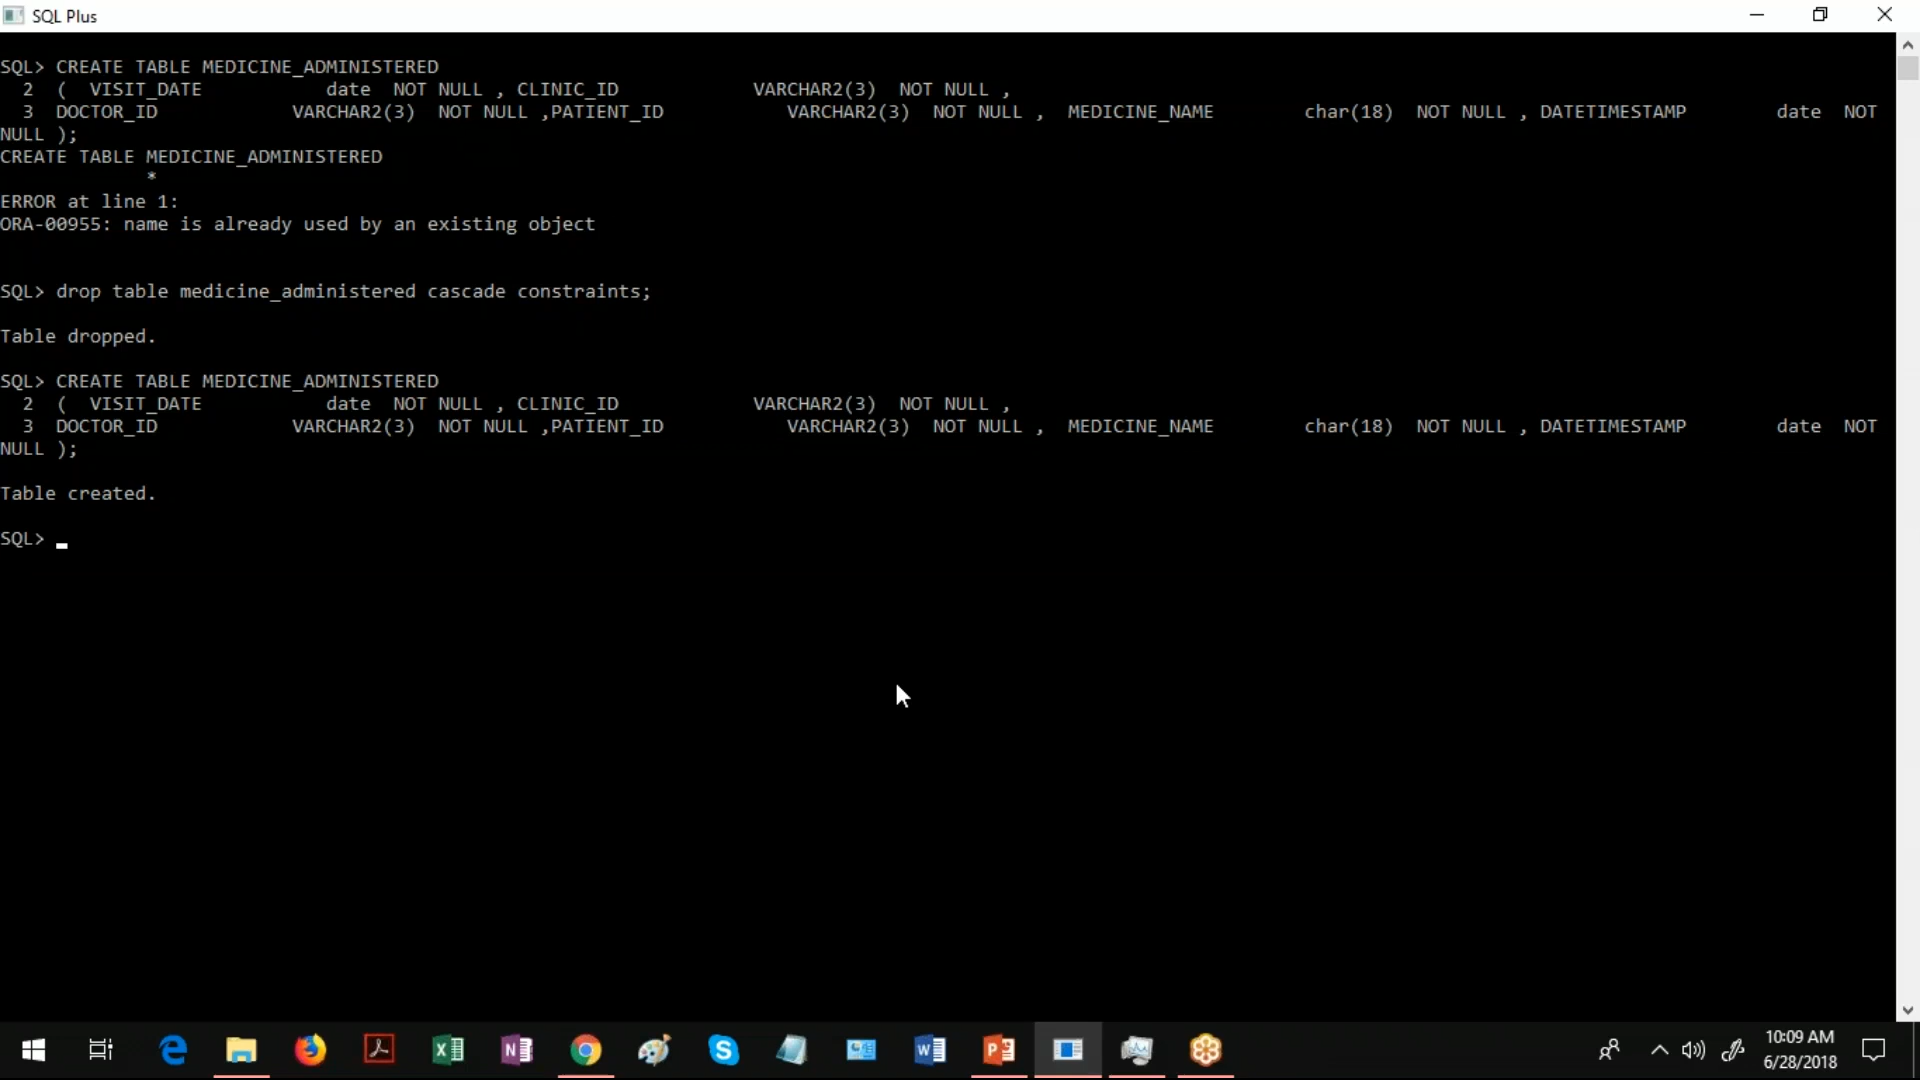 SQL Plus
SQL> CREATE TABLE MEDICINE_ADMINISTERED
2 ( VISIT_DATE date NOT NULL , CLINIC_ID VARCHAR2(3) NOT NULL ,
3 DOCTOR_ID VARCHAR2(3) NOT NULL ,PATIENT_ID VARCHAR2(3) NOT NULL , MEDICINE_NAME char(18) NOT NULL , DATETIMESTAMP date NOT
NULL );
CREATE TABLE MEDICINE_ADMINISTERED
*
ERROR at line 1:
ORA-00955: name is already used by an existing object
SQL> drop table medicine_administered cascade constraints;
Table dropped.
SQL> CREATE TABLE MEDICINE_ADMINISTERED
2 ( VISIT_DATE date NOT NULL , CLINIC_ID VARCHAR2(3) NOT NULL ,
3 DOCTOR_ID VARCHAR2(3) NOT NULL ,PATIENT_ID VARCHAR2(3) NOT NULL , MEDICINE_NAME char(18) NOT NULL , DATETIMESTAMP date NOT
NULL );
Table created.
SQL>
10:09 AM
6/28/2018